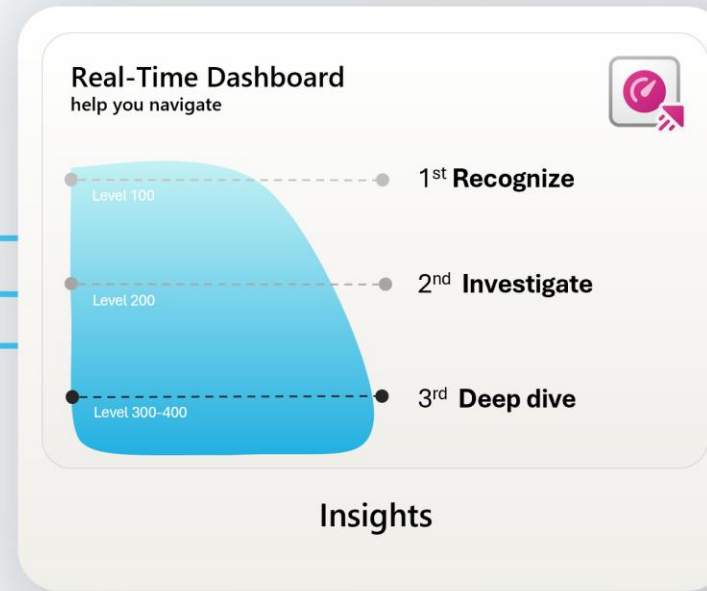 Real-Time Dashboard
help you navigate
Level 100
1st Recognize
Level 200
2nd Investigate
Level 300-400
3rd Deep dive
Insights